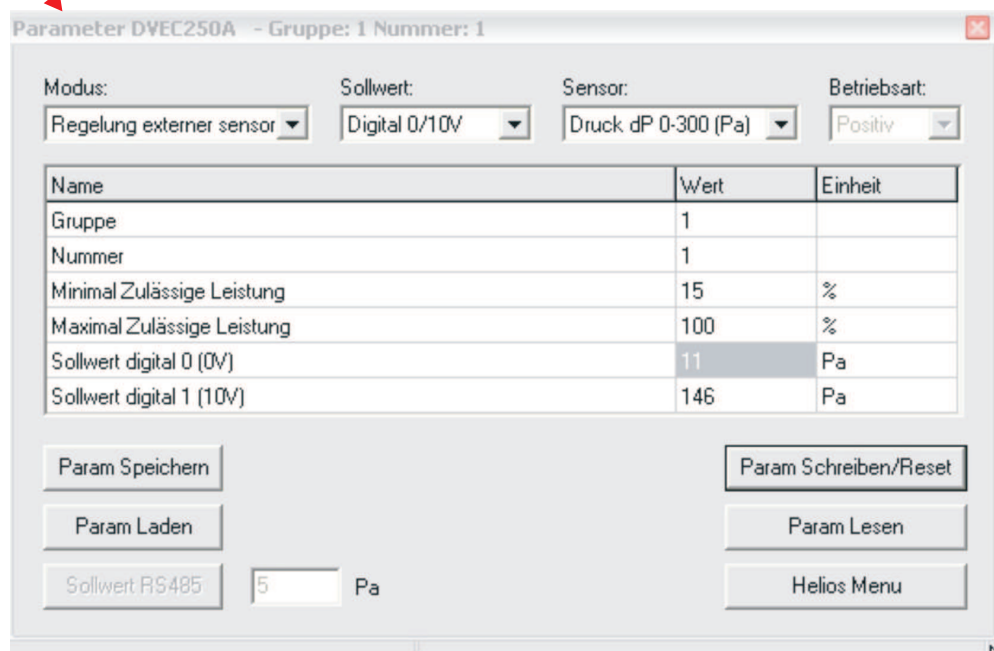 Parameter DVEC250A - Gruppe: 1 Nummer: 1
Modus: Sollwert: Sensor: Betriebsart:
Regelung externer sensor Digital 0/10V Druck dP 0-300 (Pa) Positiv
Name Wert Einheit
Gruppe 1
Nummer 1
Minimal Zulässige Leistung 15 %
Maximal Zulässige Leistung 100 %
Sollwert digital 0 (0V) 11 Pa
Sollwert digital 1 (10V) 146 Pa
Param Speichern Param Schreiben/Reset
Param Laden Param Lesen
Sollwert RS485 5 Pa Helios Menu